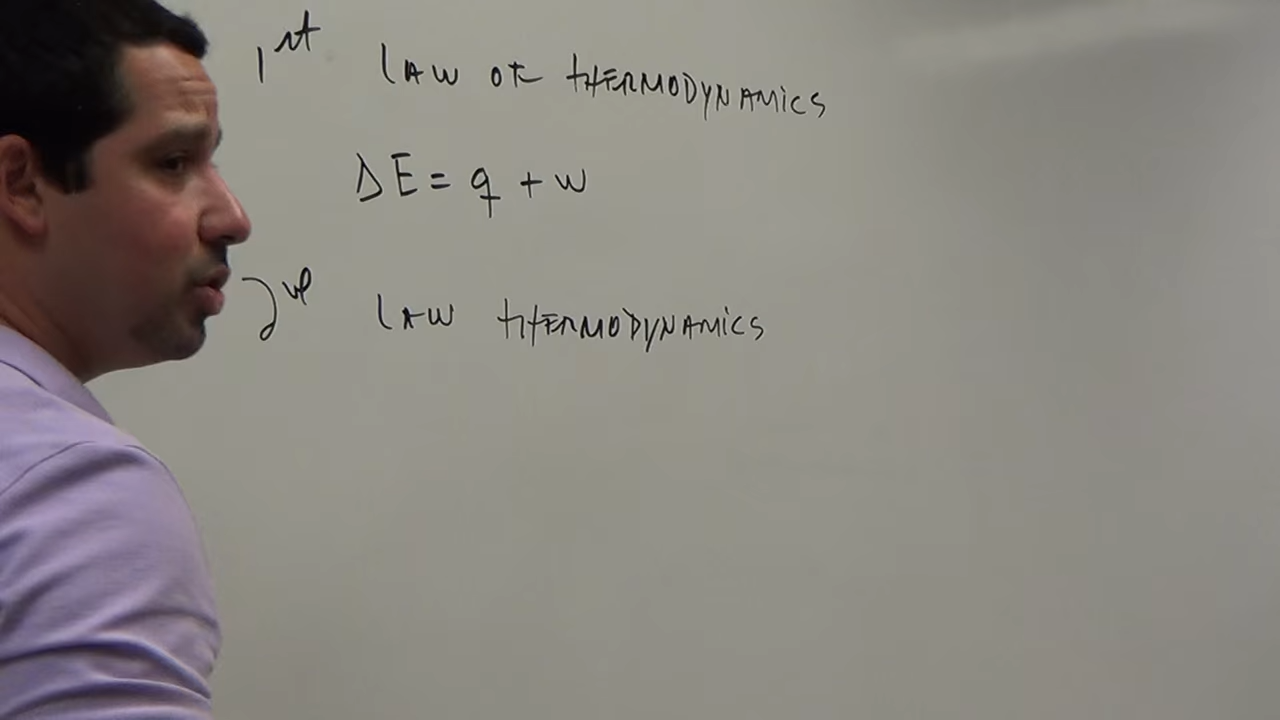 1st LAW OF THERMODYNAMICS
ΔE = q + w
2nd LAW THERMODYNAMICS